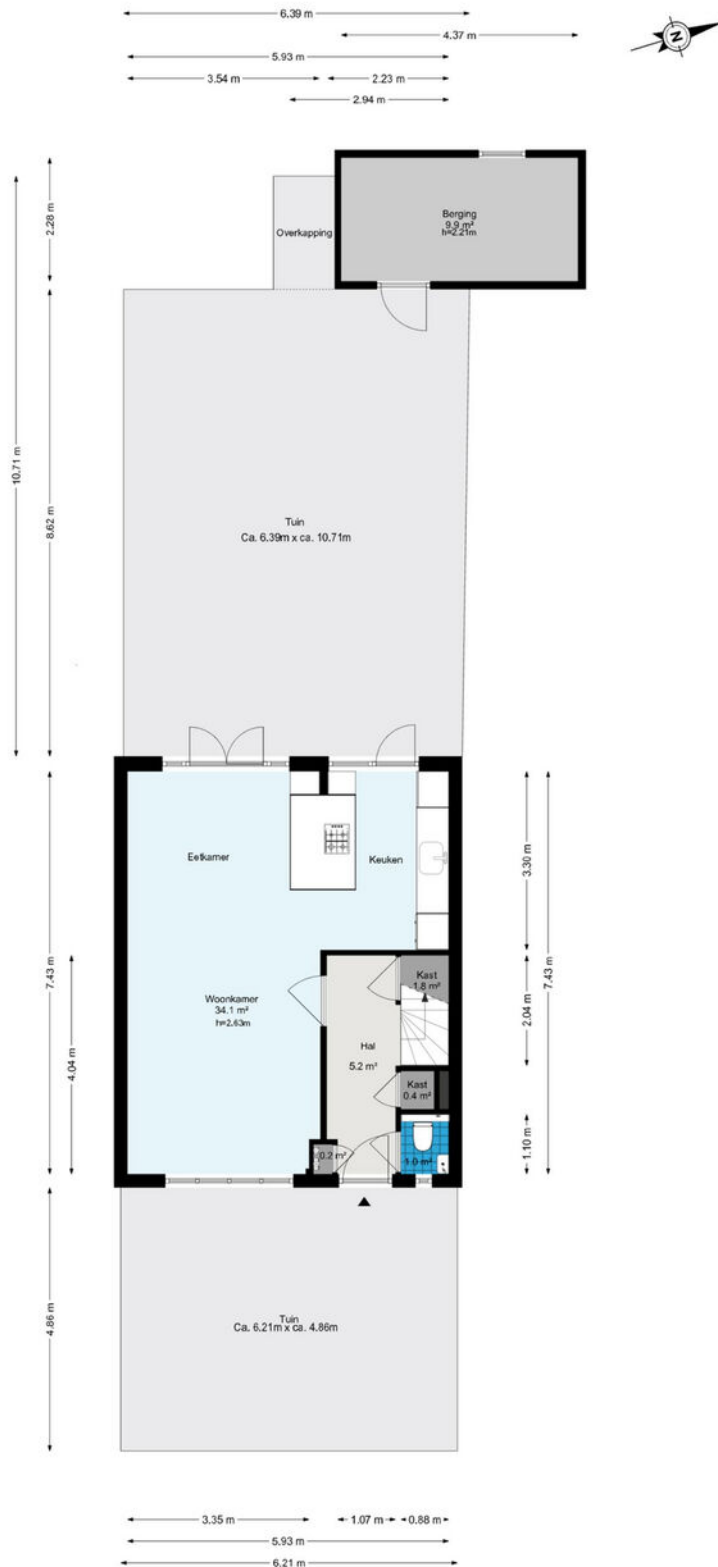 6.39 m
4.37 m
5.93 m
3.54 m
2.23 m
2.94 m
N
2.28 m
10.71 m
8.62 m
Berging
9.9 m²
h=2.21m
Overkapping
Tuin
Ca. 6.39m x ca. 10.71m
Eetkamer
Keuken
3.30 m
7.43 m
7.43 m
Kast
1.8 m²
2.04 m
Woonkamer
34.1 m²
h=2.63m
4.04 m
Hal
5.2 m²
Kast
0.4 m²
0.2 m²
1.0 m²
1.10 m
4.86 m
Tuin
Ca. 6.21m x ca. 4.86m
3.35 m
1.07 m
0.88 m
5.93 m
6.21 m